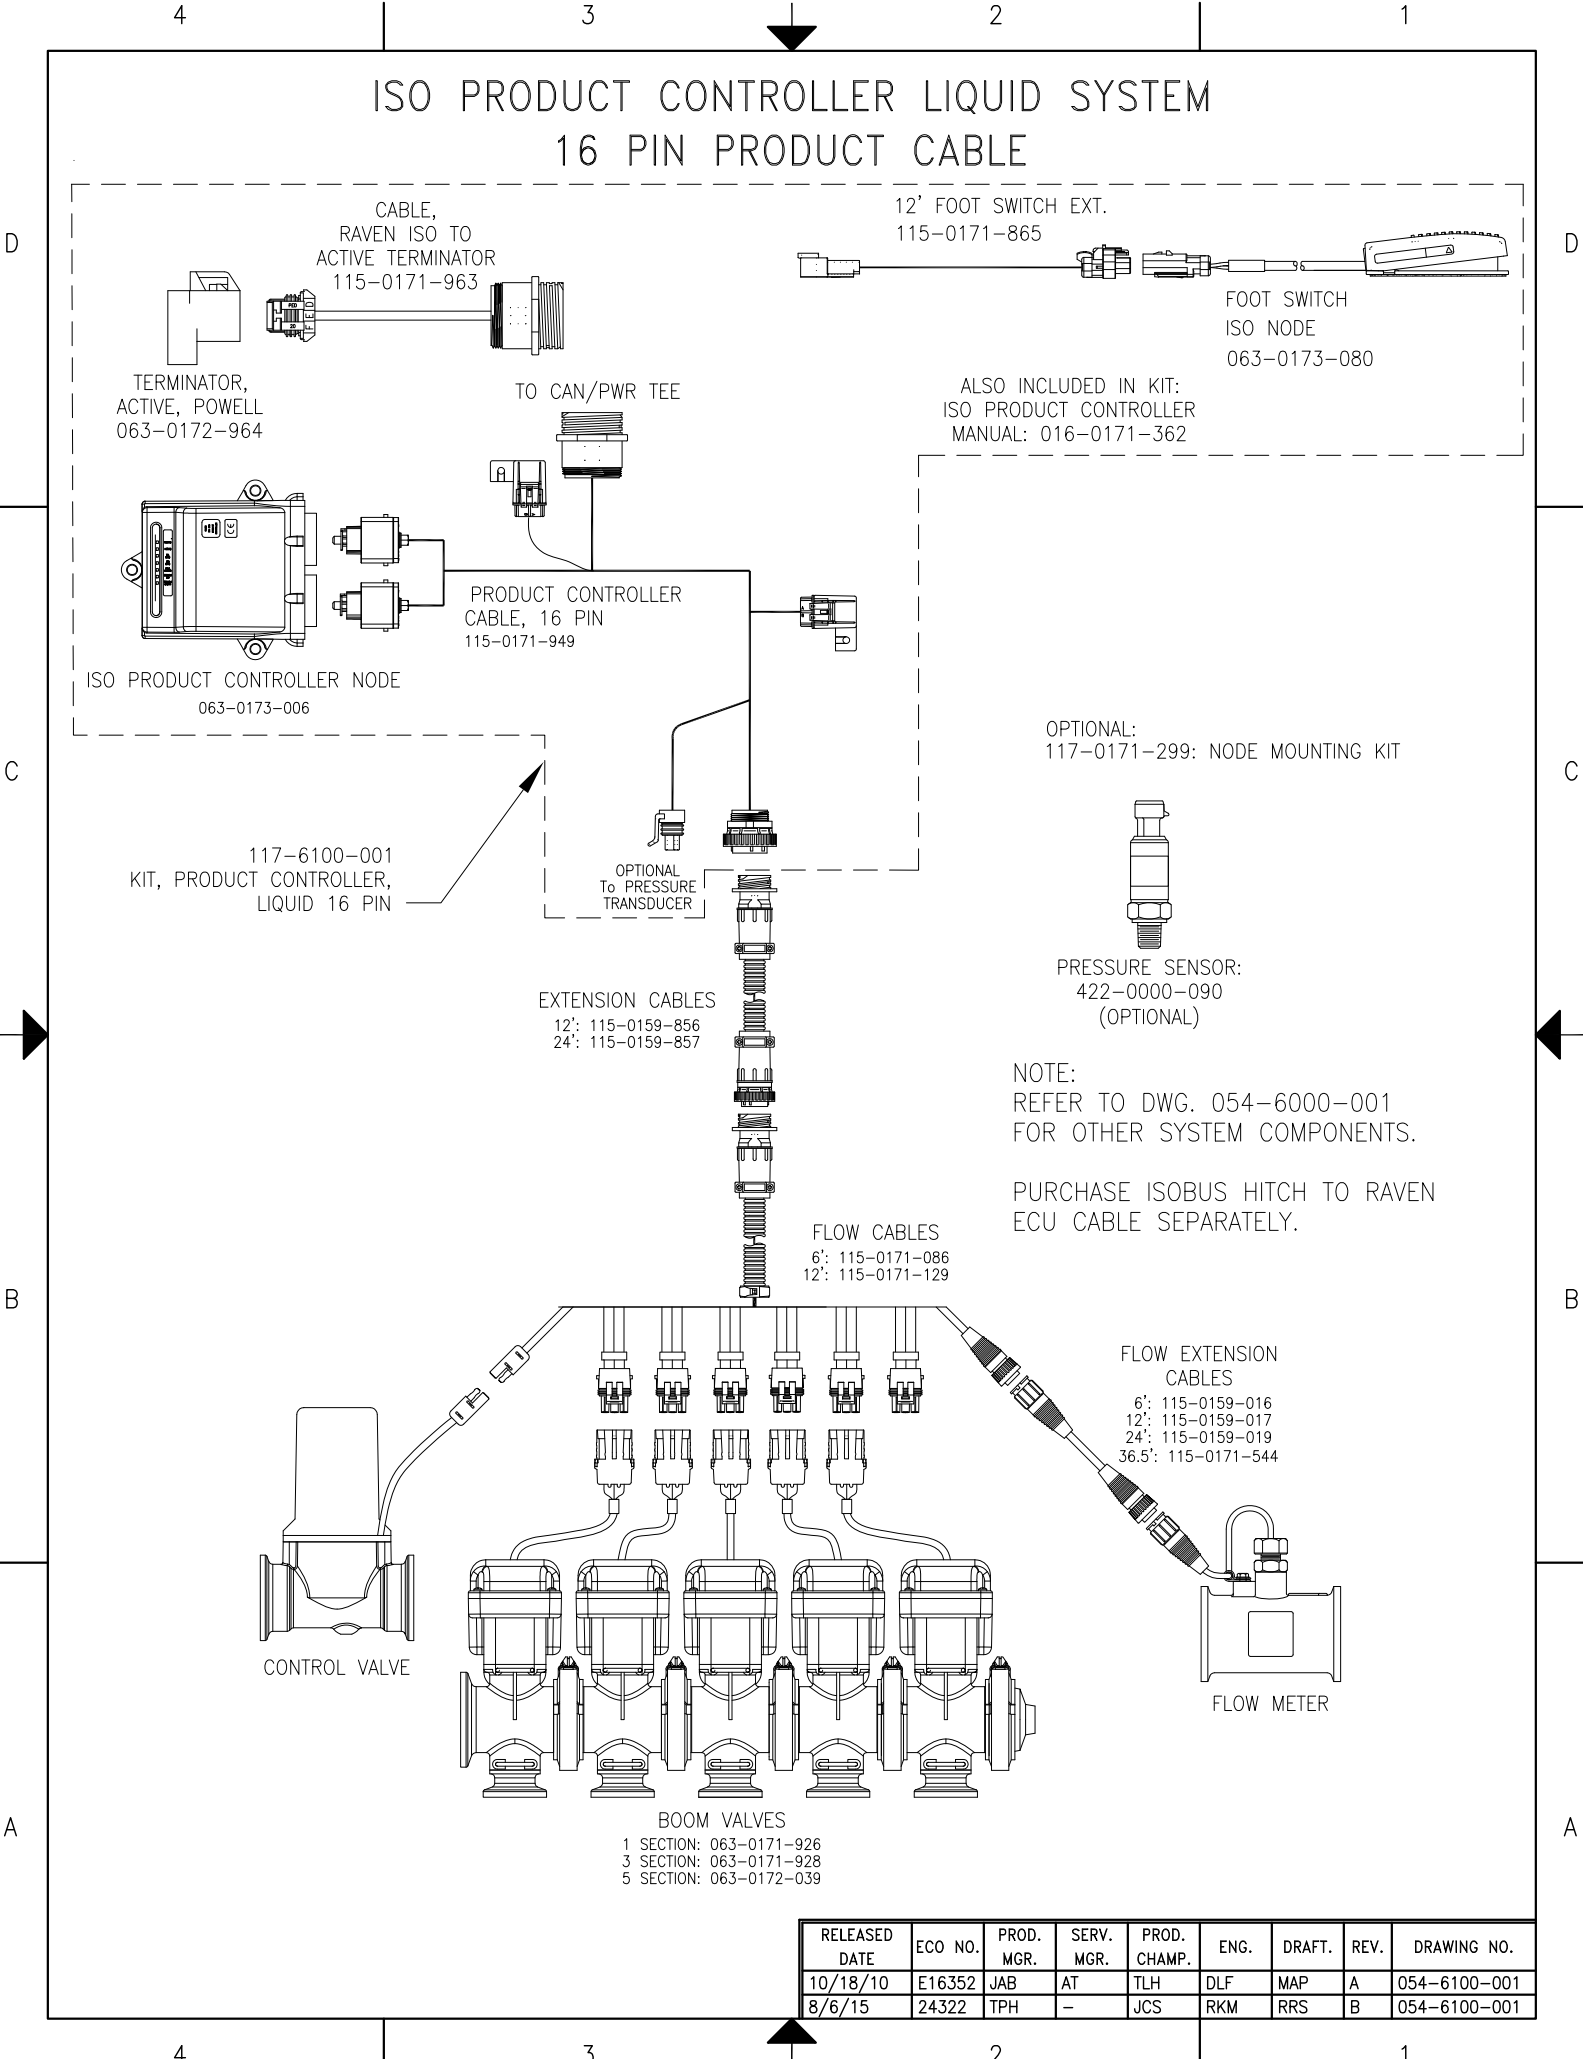 4 3 2 1
ISO PRODUCT CONTROLLER LIQUID SYSTEM
16 PIN PRODUCT CABLE
D
D
CABLE,
RAVEN ISO TO
ACTIVE TERMINATOR
115-0171-963
12' FOOT SWITCH EXT.
115-0171-865
FOOT SWITCH
ISO NODE
063-0173-080
TERMINATOR,
ACTIVE, POWELL
063-0172-964
TO CAN/PWR TEE
ALSO INCLUDED IN KIT:
ISO PRODUCT CONTROLLER
MANUAL: 016-0171-362
PRODUCT CONTROLLER
CABLE, 16 PIN
115-0171-949
ISO PRODUCT CONTROLLER NODE
063-0173-006
OPTIONAL:
117-0171-299: NODE MOUNTING KIT
C
C
117-6100-001
KIT, PRODUCT CONTROLLER,
LIQUID 16 PIN
OPTIONAL
To PRESSURE
TRANSDUCER
PRESSURE SENSOR:
422-0000-090
(OPTIONAL)
EXTENSION CABLES
12': 115-0159-856
24': 115-0159-857
NOTE:
REFER TO DWG. 054-6000-001
FOR OTHER SYSTEM COMPONENTS.
PURCHASE ISOBUS HITCH TO RAVEN
ECU CABLE SEPARATELY.
FLOW CABLES
6': 115-0171-086
12': 115-0171-129
B
B
FLOW EXTENSION
CABLES
6': 115-0159-016
12': 115-0159-017
24': 115-0159-019
36.5': 115-0171-544
CONTROL VALVE
FLOW METER
BOOM VALVES
1 SECTION: 063-0171-926
3 SECTION: 063-0171-928
5 SECTION: 063-0172-039
A
A
RELEASED DATE ECO NO. PROD. MGR. SERV. MGR. PROD. CHAMP. ENG. DRAFT. REV. DRAWING NO.
10/18/10 E16352 JAB AT TLH DLF MAP A 054-6100-001
8/6/15 24322 TPH - JCS RKM RRS B 054-6100-001
4 3 2 1